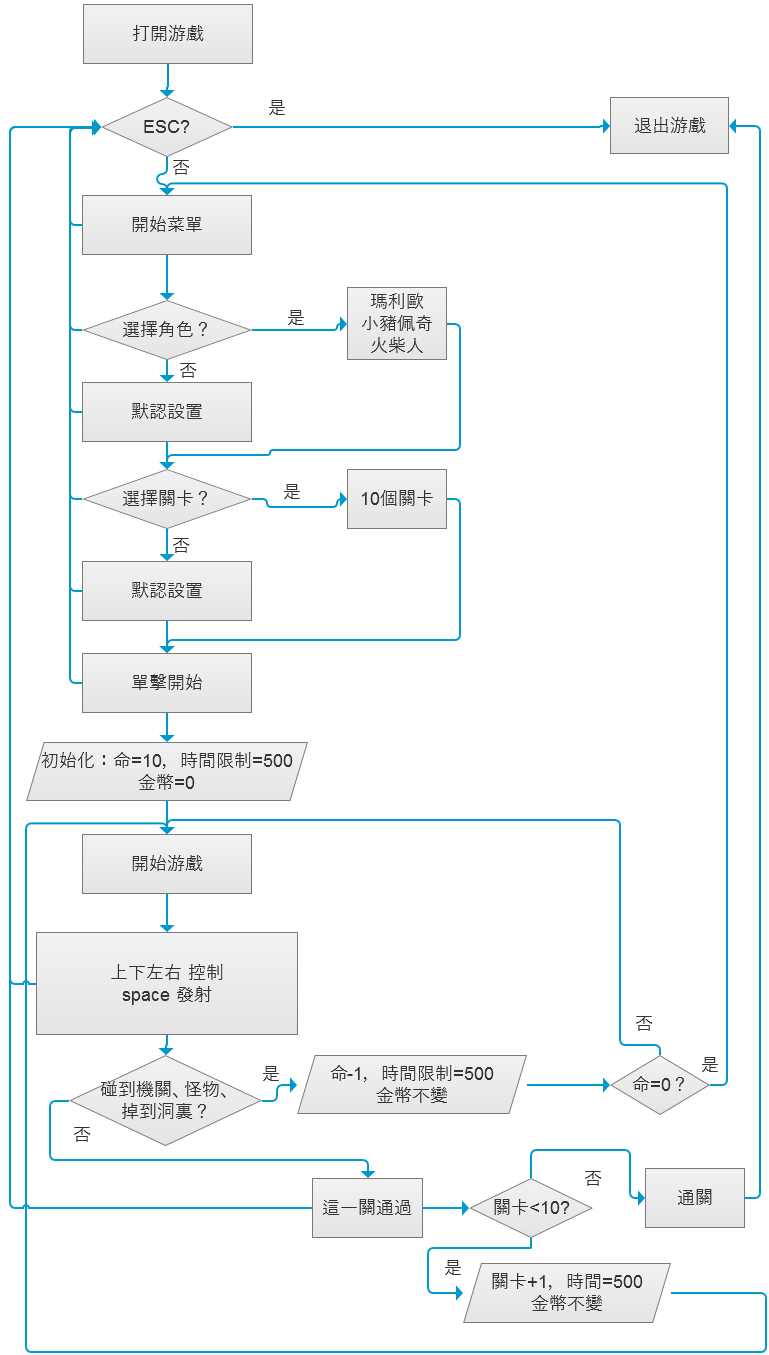 打開游戲
ESC?
是
退出游戲
否
開始菜單
選擇角色？
是
瑪利歐
小豬佩奇
火柴人
否
默認設置
選擇關卡？
是
10個關卡
否
默認設置
單擊開始
初始化：命=10，時間限制=500
金幣=0
開始游戲
上下左右 控制
space 發射
否
碰到機關、怪物、
掉到洞裏？
是
命-1，時間限制=500
金幣不變
命=0？
是
否
這一關通過
關卡<10?
否
通關
是
關卡+1，時間=500
金幣不變